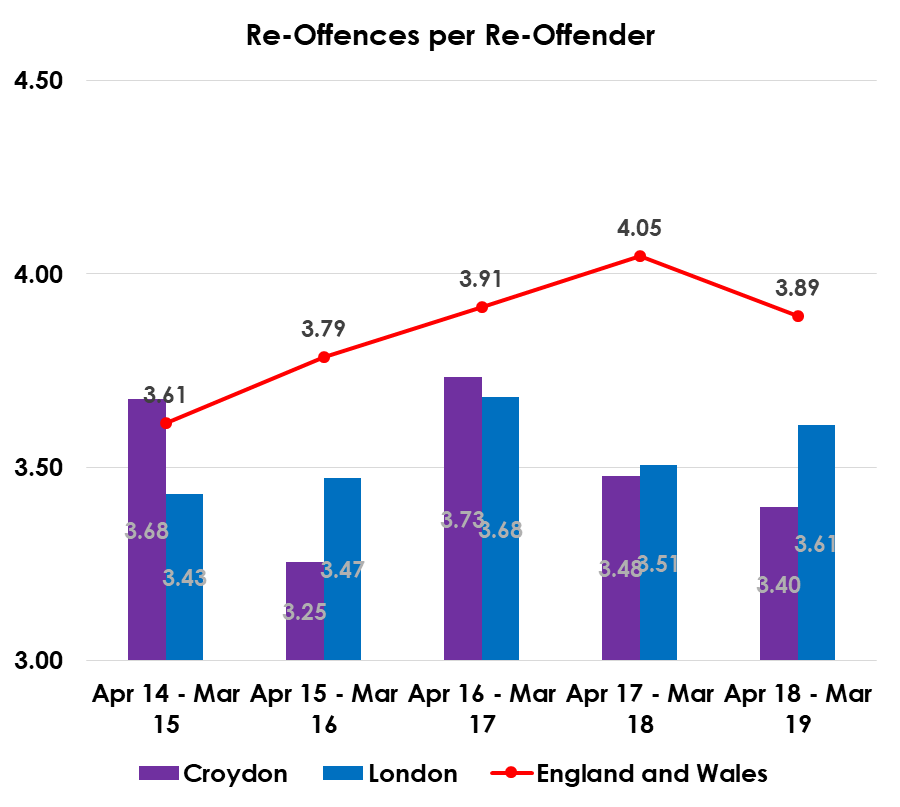 Re-Offences per Re-Offender
4.50
4.00
3.50
3.00
3.61
3.79
3.91
4.05
3.89
3.68
3.43
3.25
3.47
3.73
3.68
3.48
3.51
3.40
3.61
Apr 14 - Mar
15
Apr 15 - Mar
16
Apr 16 - Mar
17
Apr 17 - Mar
18
Apr 18 - Mar
19
Croydon
London
England and Wales